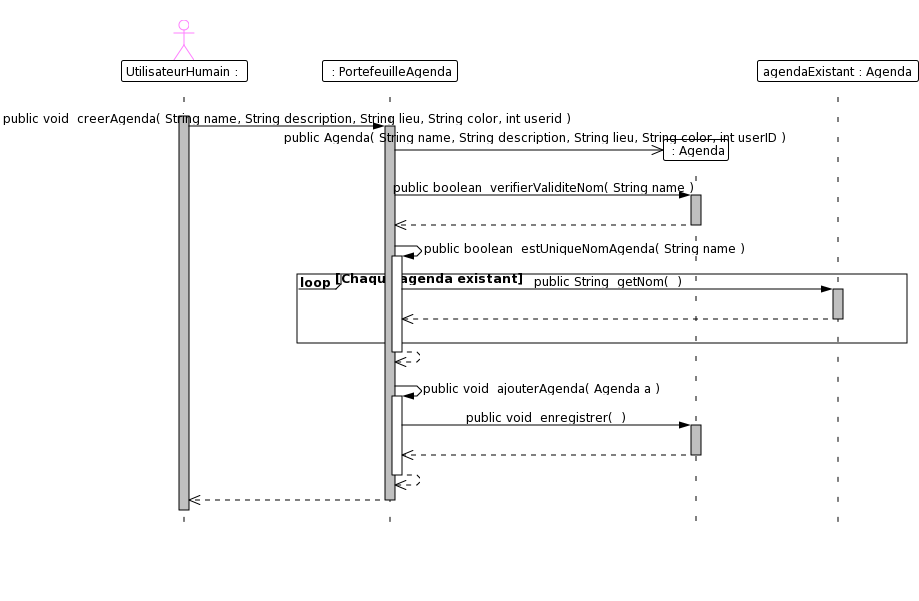 UtilisateurHumain :
: PortefeuilleAgenda
agendaExistant : Agenda
public void creerAgenda( String name, String description, String lieu, String color, int userid )
public Agenda( String name, String description, String lieu, String color, int userID )
: Agenda
public boolean verifierValiditeNom( String name )
public boolean estUniqueNomAgenda( String name )
loop [Chaque agenda existant]
public String getNom( )
public void ajouterAgenda( Agenda a )
public void enregistrer( )